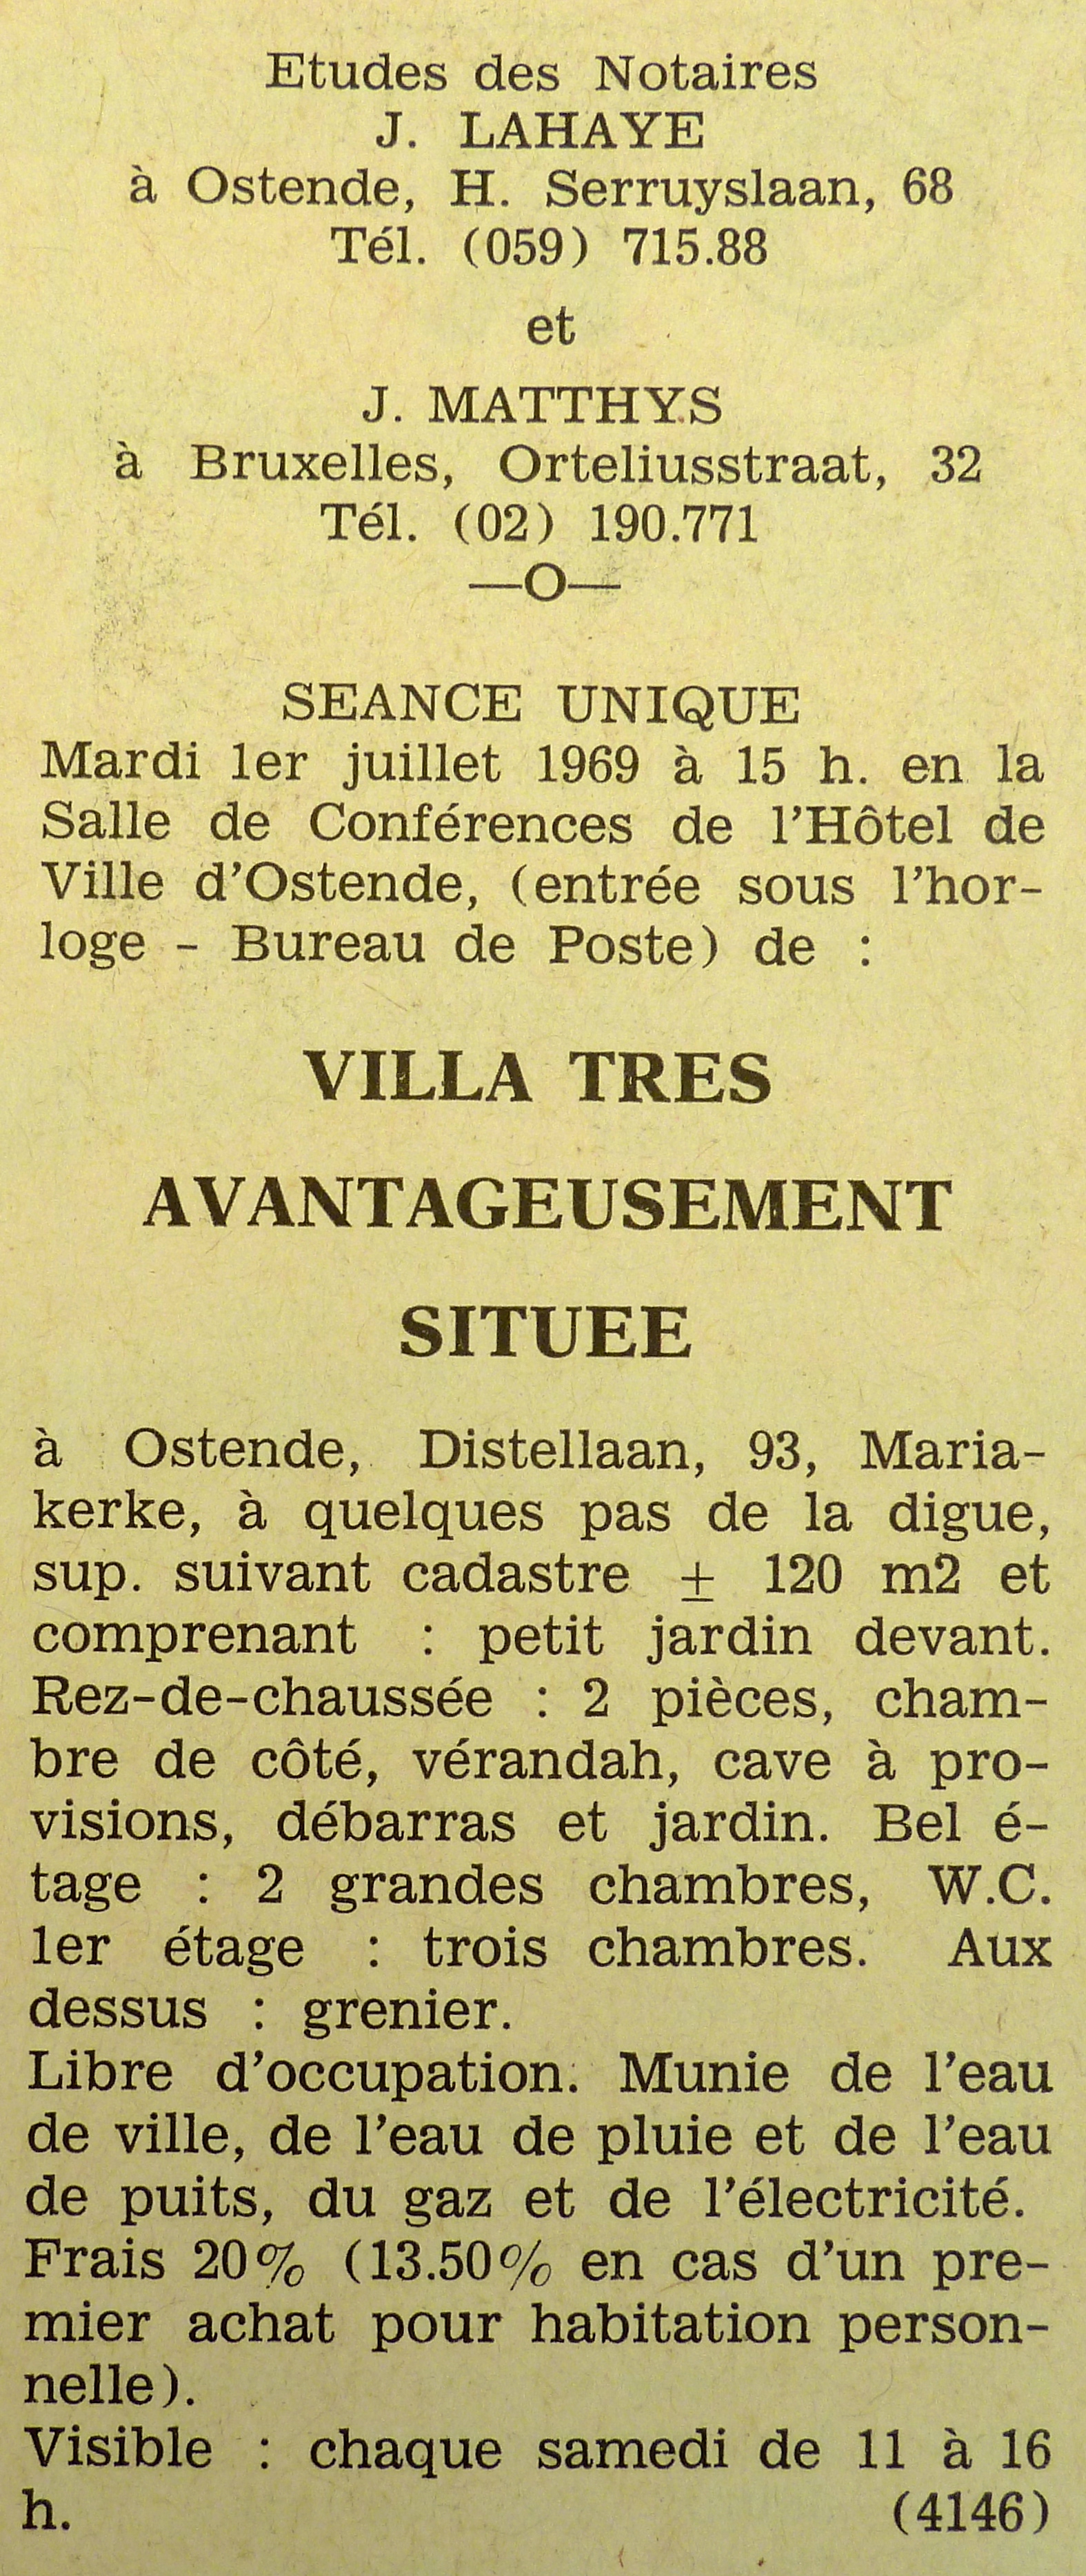 Etudes des Notaires
J. LAHAYE
à Ostende, H. Serruyslaan, 68
Tél. (059) 715.88
et
J. MATTHYS
à Bruxelles, Orteliusstraat, 32
Tél. (02) 190.771
—O—
SEANCE UNIQUE
Mardi 1er juillet 1969 à 15 h. en la
Salle de Conférences de l'Hôtel de
Ville d'Ostende, (entrée sous l'hor-
loge - Bureau de Poste) de :
VILLA TRES
AVANTAGEUSEMENT
SITUEE
à Ostende, Distellaan, 93, Maria-
kerke, à quelques pas de la digue,
sup. suivant cadastre ± 120 m2 et
comprenant : petit jardin devant.
Rez-de-chaussée : 2 pièces, cham-
bre de côté, vérandah, cave à pro-
visions, débarras et jardin. Bel é-
tage : 2 grandes chambres, W.C.
1er étage : trois chambres. Aux
dessus : grenier.
Libre d'occupation. Munie de l'eau
de ville, de l'eau de pluie et de l'eau
de puits, du gaz et de l'électricité.
Frais 20% (13.50% en cas d'un pre-
mier achat pour habitation person-
nelle).
Visible : chaque samedi de 11 à 16
h. (4146)